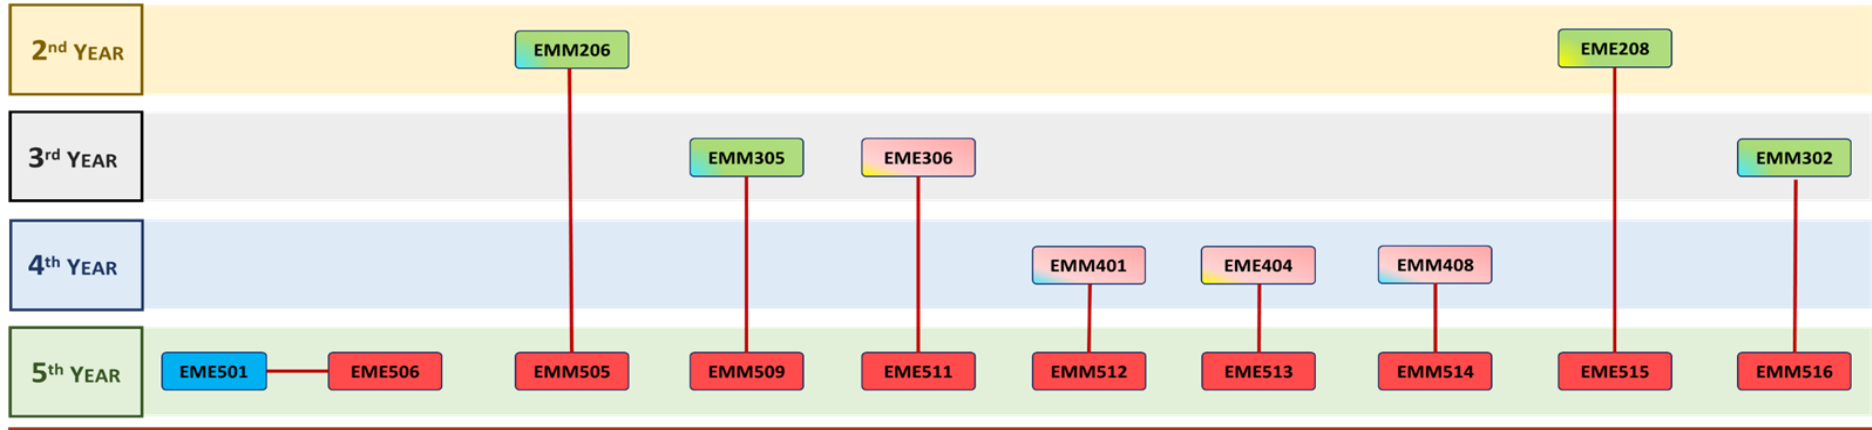 2nd YEAR
EMM206
EME208
3rd YEAR
EMM305
EME306
EMM302
4th YEAR
EMM401
EME404
EMM408
5th YEAR
EME501
EME506
EMM505
EMM509
EME511
EMM512
EME513
EMM514
EME515
EMM516